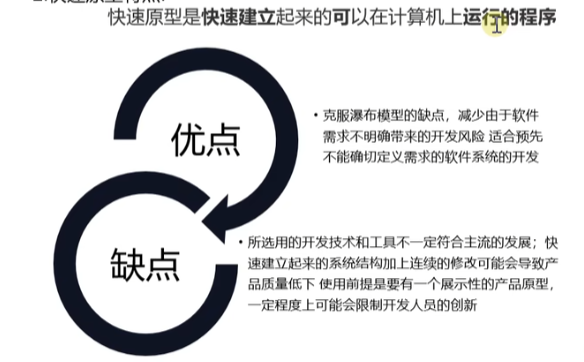 快速原型是快速建立起来的可以在计算机上运行的程序
优点
• 克服瀑布模型的缺点，减少由于软件
需求不明确带来的开发风险 适合预先
不能确切定义需求的软件系统的开发
缺点
• 所选用的开发技术和工具不一定符合主流的发展；快
速建立起来的系统结构加上连续的修改可能会导致产
品质量低下 使用前提是要有一个展示性的产品原型，
一定程度上可能会限制开发人员的创新